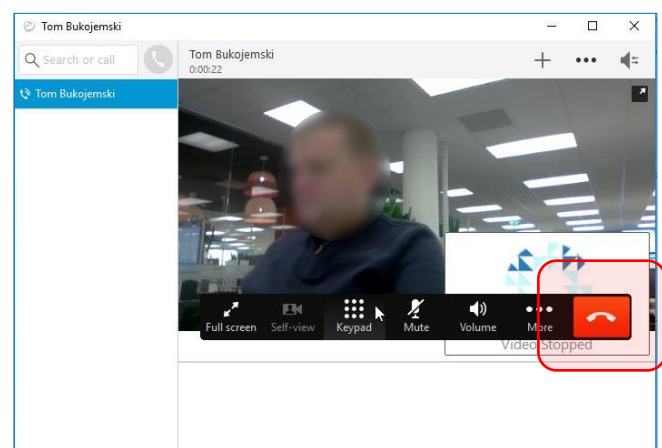 Tom Bukojemski
Search or call
Tom Bukojemski
0:00:22
Tom Bukojemski
Full screen
Self-view
Keypad
Mute
Volume
More
Video Stopped